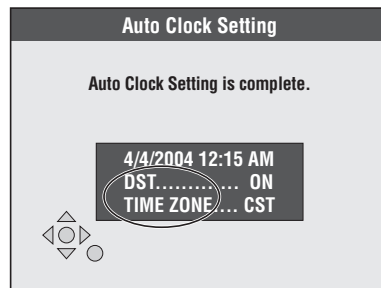 Auto Clock Setting
Auto Clock Setting is complete.
4/4/2004 12:15 AM
DST............ ON
TIME ZONE.... CST